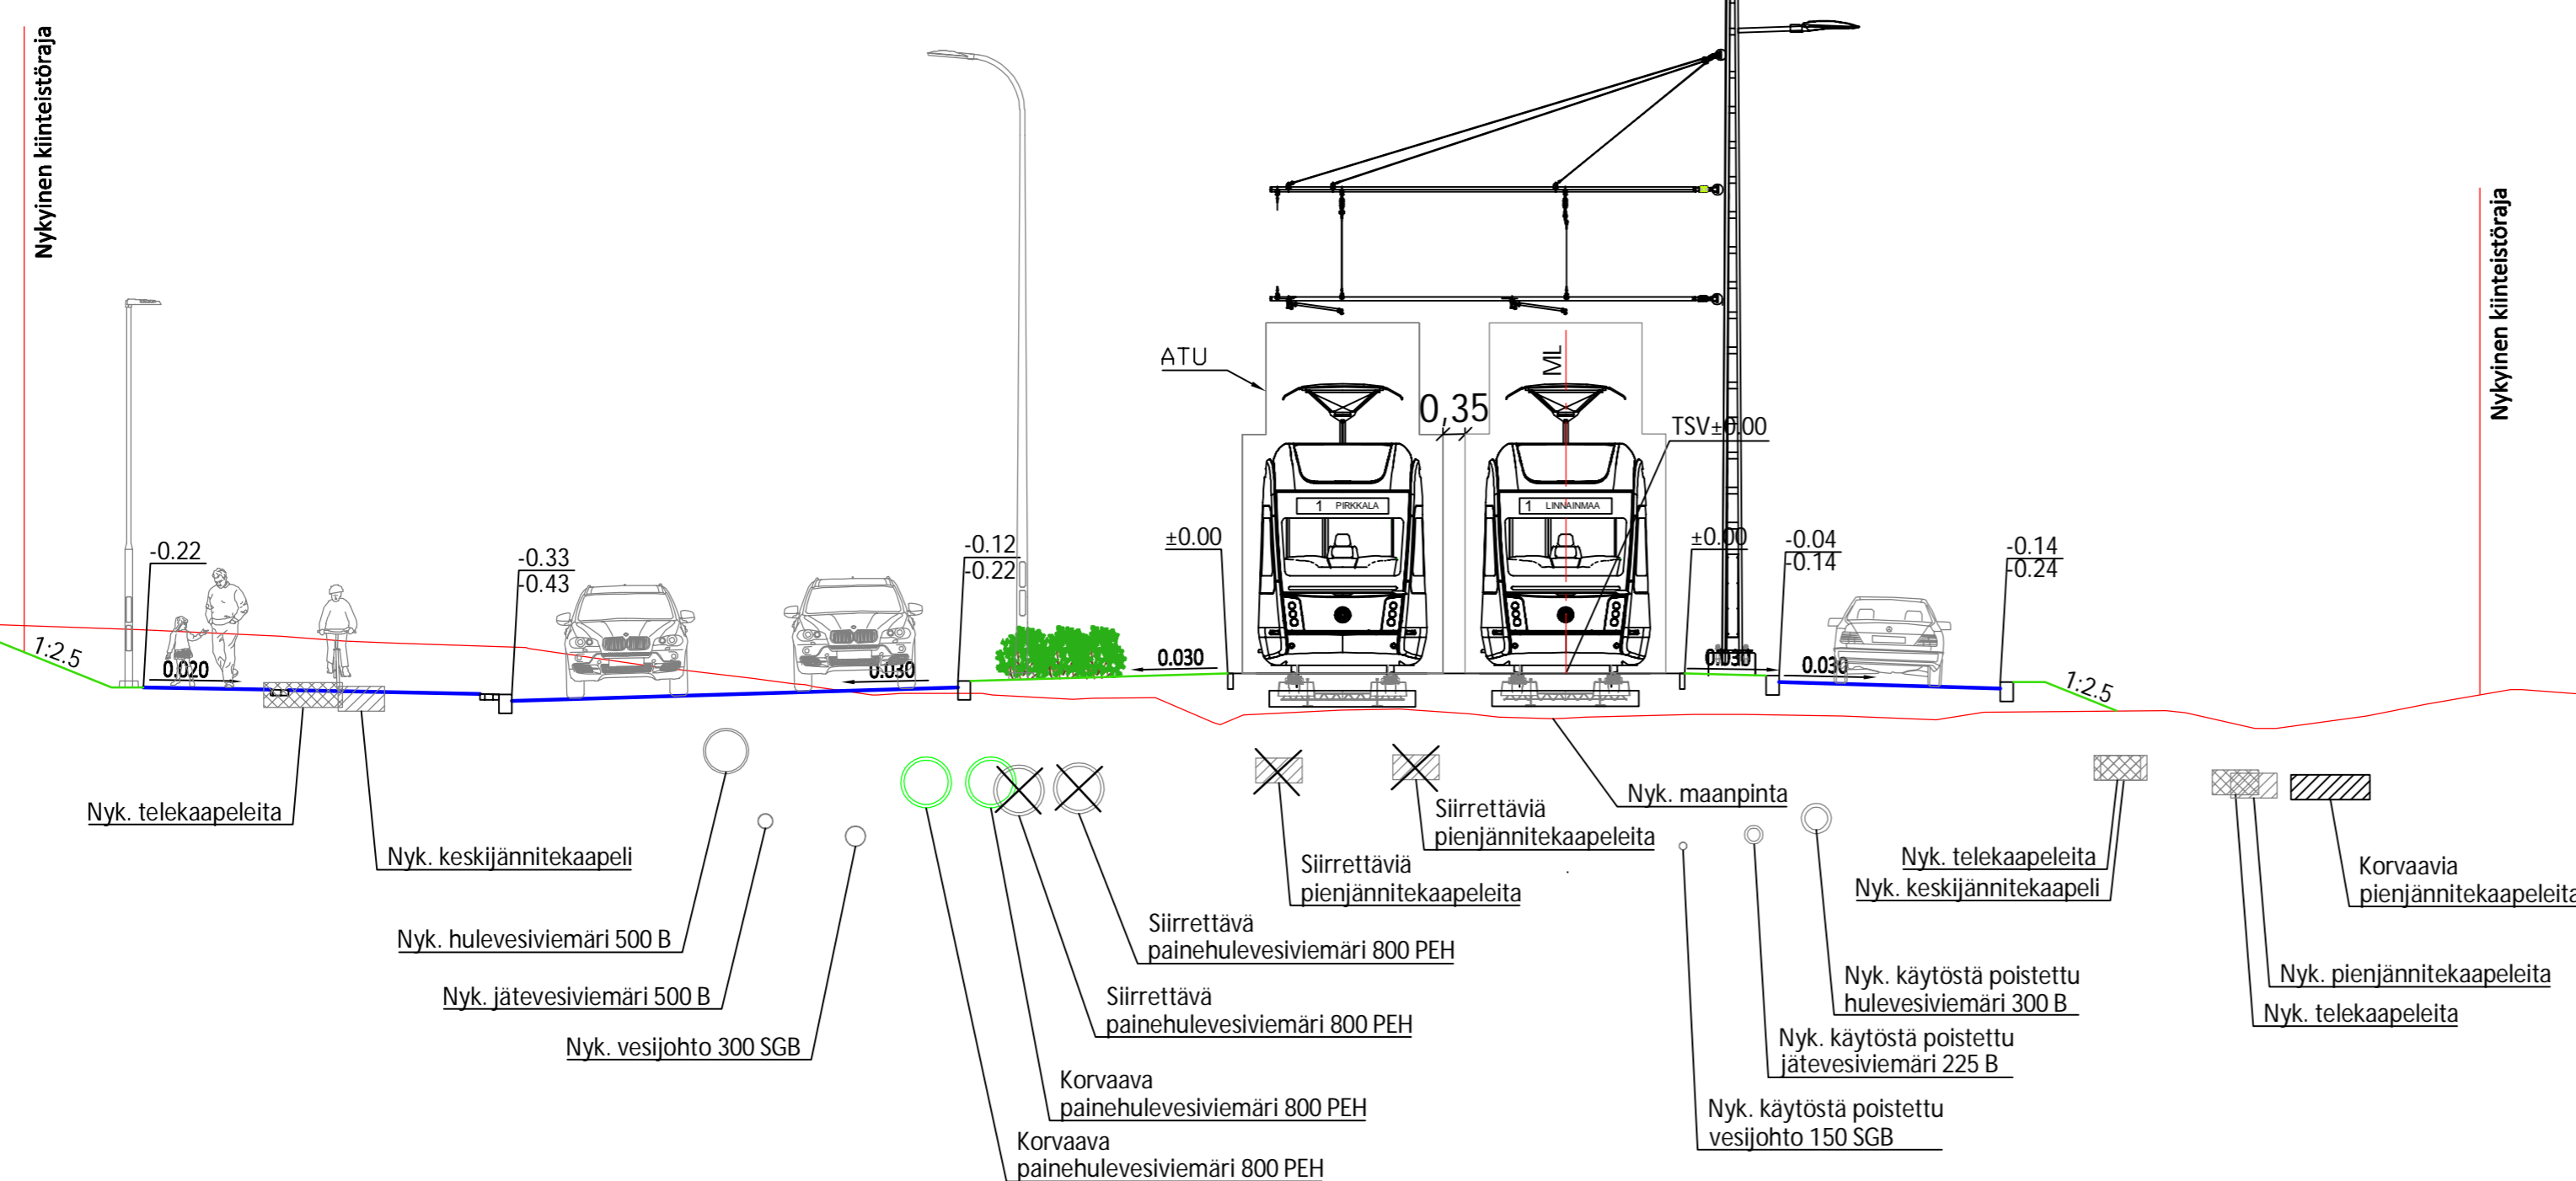 Nykyinen kiinteistöraja
Nykyinen kiinteistöraja
ATU
ML
0,35
TSV±0.00
1 PIRKKALA
1 LINNAINMAA
-0.22
-0.33
-0.43
-0.12
-0.22
±0.00
±0.00
-0.04
-0.14
-0.14
-0.24
1:2.5
0.020
0.030
0.030
0.030
0.030
1:2.5
Nyk. telekaapeleita
Nyk. keskijännitekaapeli
Nyk. hulevesiviemäri 500 B
Nyk. jätevesiviemäri 500 B
Nyk. vesijohto 300 SGB
Korvaava
painehulevesiviemäri 800 PEH
Korvaava
painehulevesiviemäri 800 PEH
Siirrettävä
painehulevesiviemäri 800 PEH
Siirrettävä
painehulevesiviemäri 800 PEH
Siirrettäviä
pienjännitekaapeleita
Siirrettäviä
pienjännitekaapeleita
Nyk. maanpinta
Nyk. käytöstä poistettu
vesijohto 150 SGB
Nyk. käytöstä poistettu
jätevesiviemäri 225 B
Nyk. käytöstä poistettu
hulevesiviemäri 300 B
Nyk. telekaapeleita
Nyk. keskijännitekaapeli
Korvaavia
pienjännitekaapeleita
Nyk. pienjännitekaapeleita
Nyk. telekaapeleita